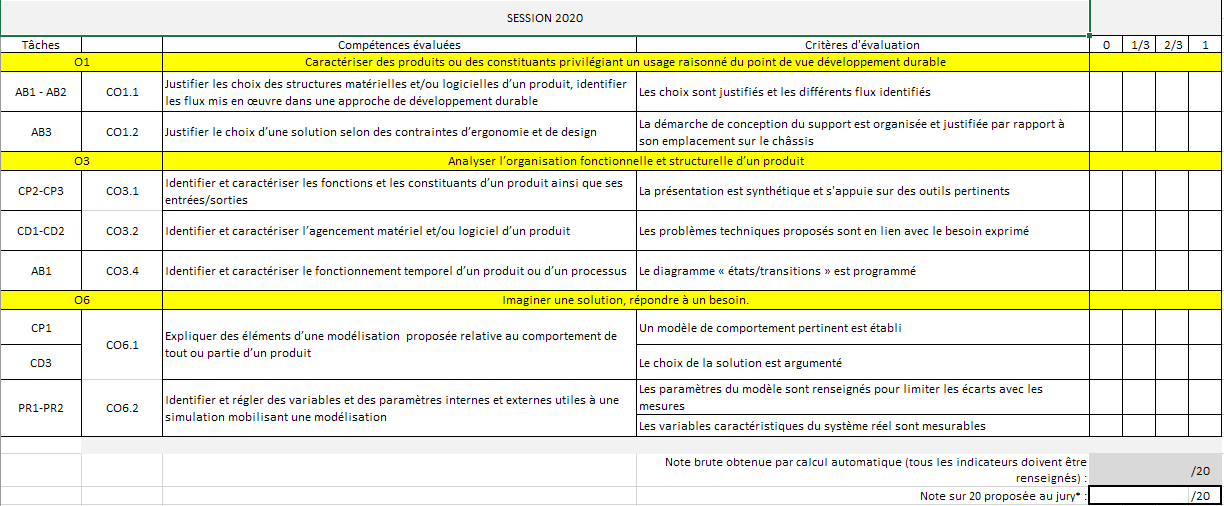 SESSION 2020
Tâches Compétences évaluées Critères d'évaluation 0 1/3 2/3 1
O1 Caractériser des produits ou des constituants privilégiant un usage raisonné du point de vue développement durable
AB1 - AB2 CO1.1 Justifier les choix des structures matérielles et/ou logicielles d'un produit, identifier
les flux mis en œuvre dans une approche de développement durable
Les choix sont justifiés et les différents flux identifiés
AB3 CO1.2 Justifier le choix d'une solution selon des contraintes d'ergonomie et de design
La démarche de conception du support est organisée et justifiée par rapport à
son emplacement sur le châssis
O3 Analyser l'organisation fonctionnelle et structurelle d'un produit
CP2-CP3 CO3.1 Identifier et caractériser les fonctions et les constituants d'un produit ainsi que ses
entrées/sorties
La présentation est synthétique et s'appuie sur des outils pertinents
CD1-CD2 CO3.2 Identifier et caractériser l'agencement matériel et/ou logiciel d'un produit
Les problèmes techniques proposés sont en lien avec le besoin exprimé
AB1 CO3.4 Identifier et caractériser le fonctionnement temporel d'un produit ou d'un processus
Le diagramme « états/transitions » est programmé
O6 Imaginer une solution, répondre à un besoin.
CP1 CO6.1 Expliquer des éléments d'une modélisation proposée relative au comportement de
tout ou partie d'un produit
Un modèle de comportement pertinent est établi
CD3 Le choix de la solution est argumenté
PR1-PR2 CO6.2 Identifier et régler des variables et des paramètres internes et externes utiles à une
simulation mobilisant une modélisation
Les paramètres du modèle sont renseignés pour limiter les écarts avec les
mesures
Les variables caractéristiques du système réel sont mesurables
Note brute obtenue par calcul automatique (tous les indicateurs doivent être
renseignés) : /20
Note sur 20 proposée au jury* : /20